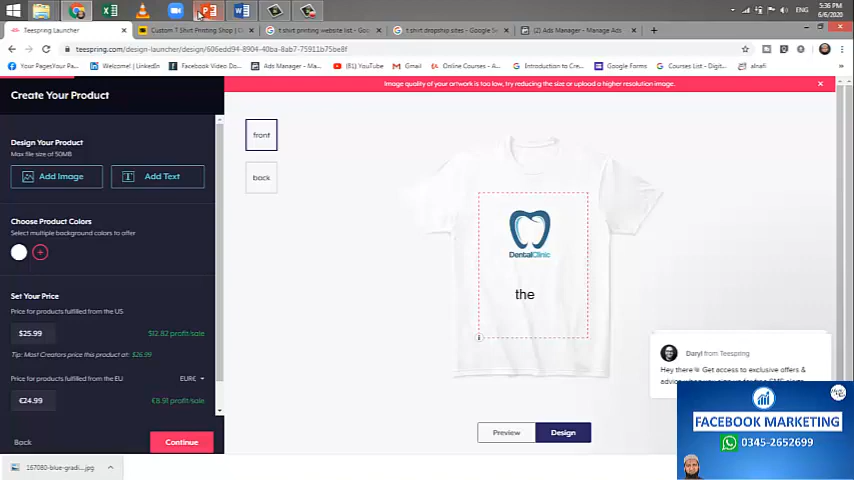 5:36 PM
6/6/2020
Teespring Launcher
Custom T Shirt Printing Shop | C
t shirt printing website list - Go
t shirt dropship sites - Google S
(2) Ads Manager - Manage Ads
teespring.com/design-launcher/design/606edd94-8904-40ba-8ab7-5779015b75be8f
Your PagesYour Pa...
Welcome! | LinkedIn
Facebook Video Do...
Ads Manager - Ma...
(81) YouTube
Gmail
Online Courses - A...
Introduction to Cre...
Google Forms
Courses List - Digit...
alnafi
Create Your Product
Image quality of your artwork is too low, try reducing the size or upload a higher resolution image.
Design Your Product
Max file size of 50MB
Add Image
Add Text
Choose Product Colors
Select multiple background colors to offer
Set Your Price
Price for products fulfilled from the US
$25.99
$12.82 profit/sale
Tip: Most Creators price this product at: $26.99
Price for products fulfilled from the EU
EUR€
€24.99
€8.51 profit/sale
Back
Continue
front
back
DentalClinic
the
Preview
Design
Daryl from Teespring
Hey there Get access to exclusive offers &
FACEBOOK MARKETING
0345-2652699
167080-blue-gradi....jpg